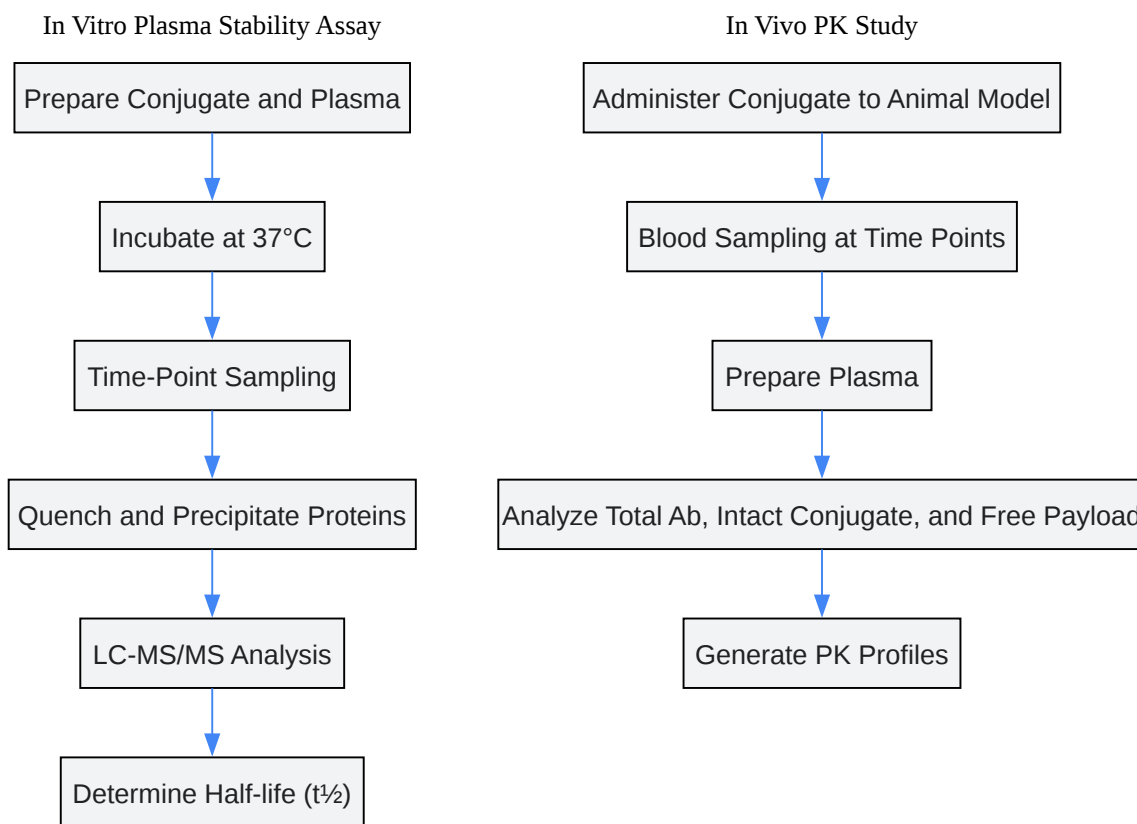 In Vitro Plasma Stability Assay
Prepare Conjugate and Plasma
Incubate at 37°C
Time-Point Sampling
Quench and Precipitate Proteins
LC-MS/MS Analysis
Determine Half-life (t½)
In Vivo PK Study
Administer Conjugate to Animal Model
Blood Sampling at Time Points
Prepare Plasma
Analyze Total Ab, Intact Conjugate, and Free Payload
Generate PK Profiles